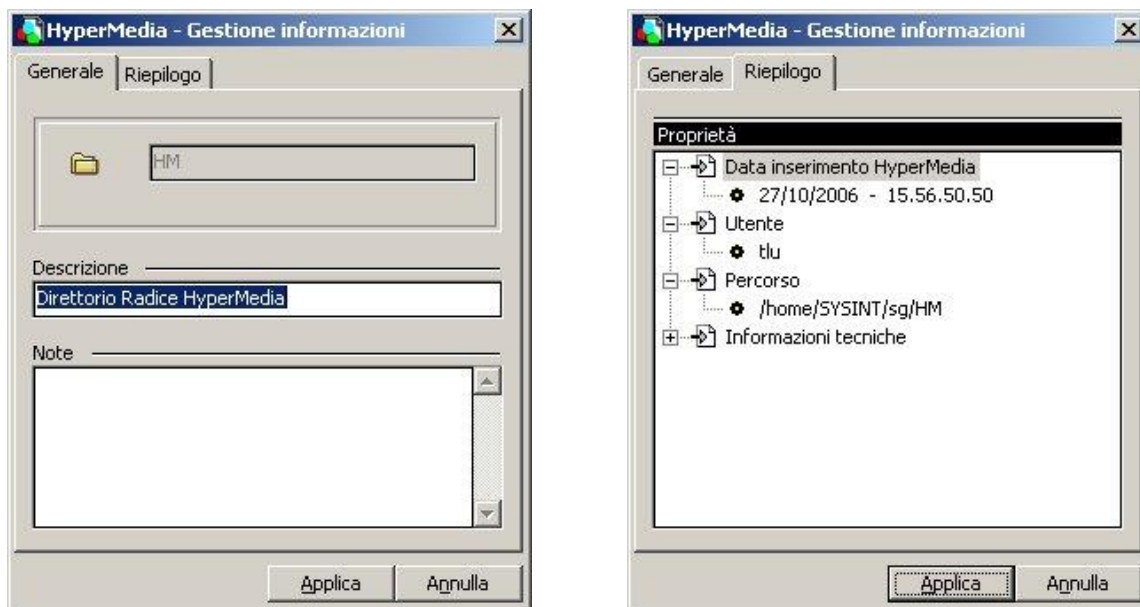 HyperMedia - Gestione informazioni
Generale
Riepilogo
HM
Descrizione
Direttorio Radice HyperMedia
Note
Applica
Annulla
HyperMedia - Gestione informazioni
Generale
Riepilogo
Proprietà
Data inserimento HyperMedia
27/10/2006 - 15.56.50.50
Utente
tlu
Percorso
/home/SYSINT/sg/HM
Informazioni tecniche
Applica
Annulla